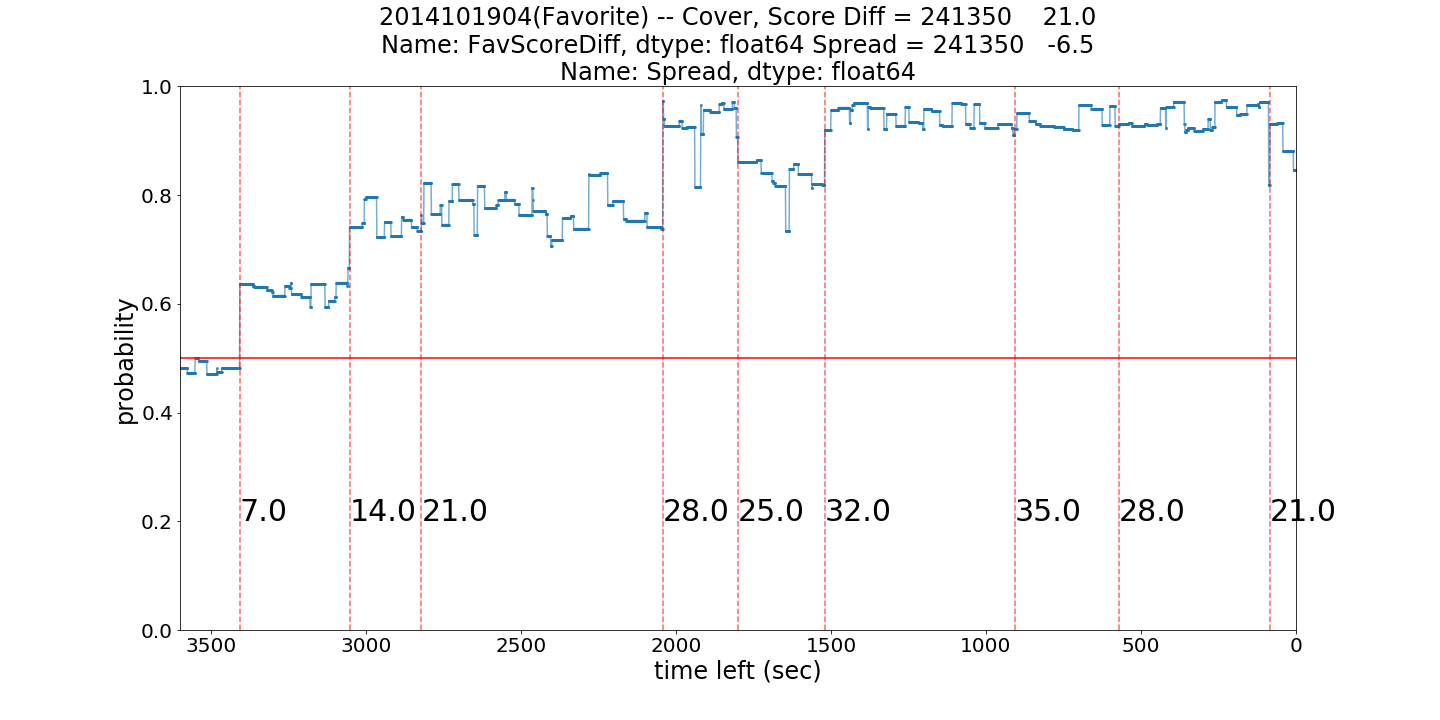 2014101904(Favorite) -- Cover, Score Diff = 241350    21.0
Name: FavScoreDiff, dtype: float64 Spread = 241350   -6.5
Name: Spread, dtype: float64
1.0
0.8
0.6
0.4
0.2
0.0
probability
7.0 14.0 21.0 28.0 25.0 32.0 35.0 28.0 21.0
3500 3000 2500 2000 1500 1000 500 0
time left (sec)